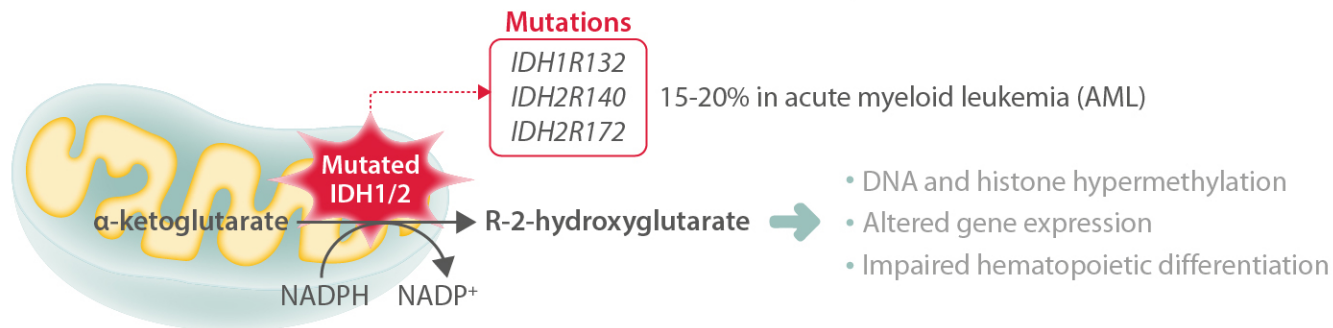 Mutations
IDH1R132
IDH2R140
IDH2R172
15-20% in acute myeloid leukemia (AML)
Mutated
IDH1/2
α-ketoglutarate
R-2-hydroxyglutarate
NADPH
NADP⁺
• DNA and histone hypermethylation
• Altered gene expression
• Impaired hematopoietic differentiation